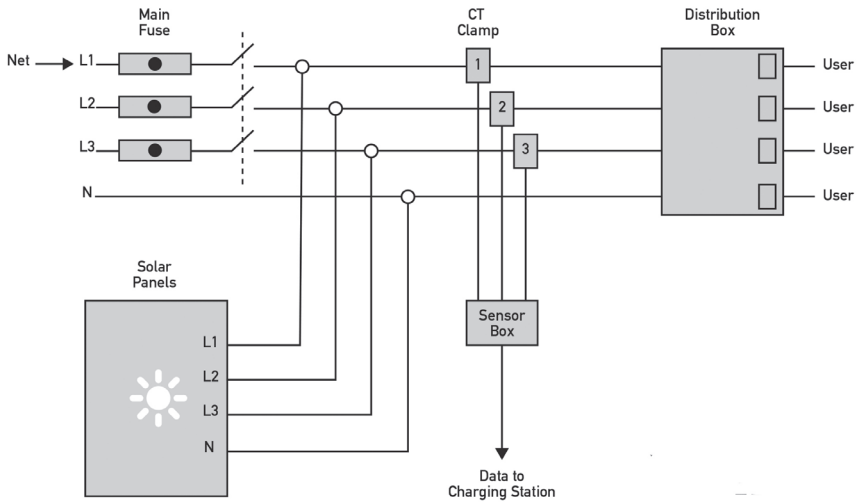 Main
Fuse
CT
Clamp
Distribution
Box
Net
L1
1
User
L2
2
User
L3
3
User
N
User
Solar
Panels
Sensor
Box
L1
L2
L3
N
Data to
Charging Station